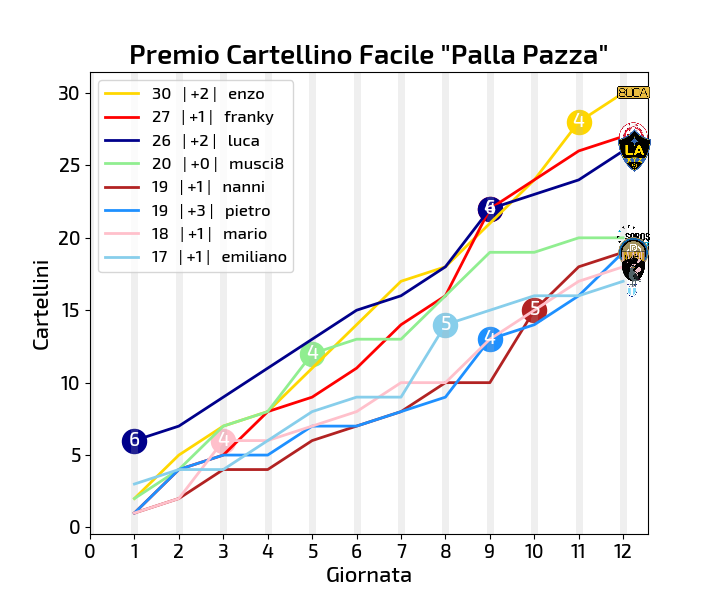 Premio Cartellino Facile "Palla Pazza"
30 |+2| enzo
27 |+1| franky
26 |+2| luca
20 |+0| musci8
19 |+1| nanni
19 |+3| pietro
18 |+1| mario
17 |+1| emiliano
Cartellini
30
25
20
15
10
5
0
6
4
4
5
6
4
5
4
SUCA
LA
0 1 2 3 4 5 6 7 8 9 10 11 12
Giornata